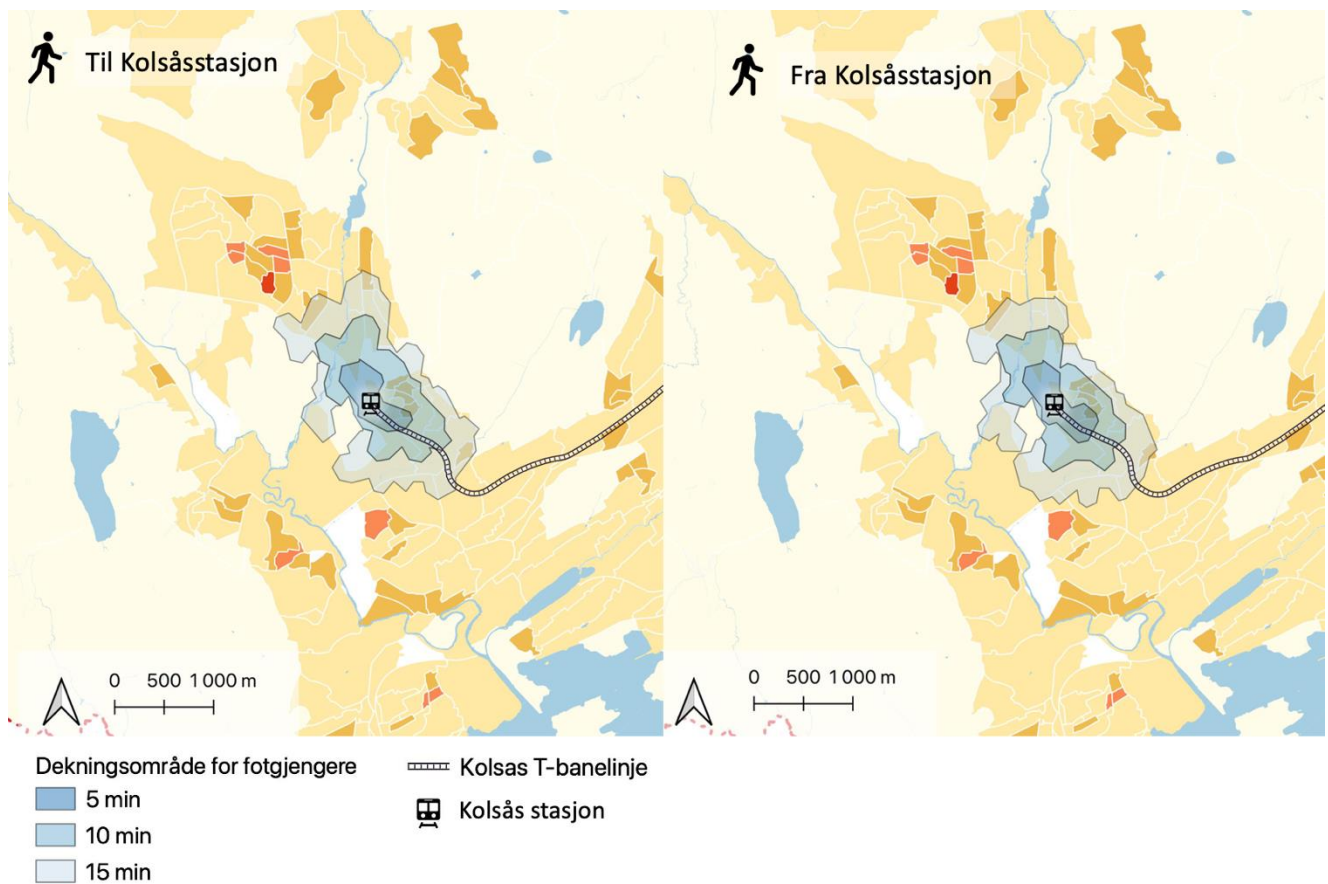 Til Kolsåsstasjon
Fra Kolsåsstasjon
0 500 1 000 m
0 500 1 000 m
Dekningsområde for fotgjengere
5 min
10 min
15 min
Kolsas T-banelinje
Kolsås stasjon